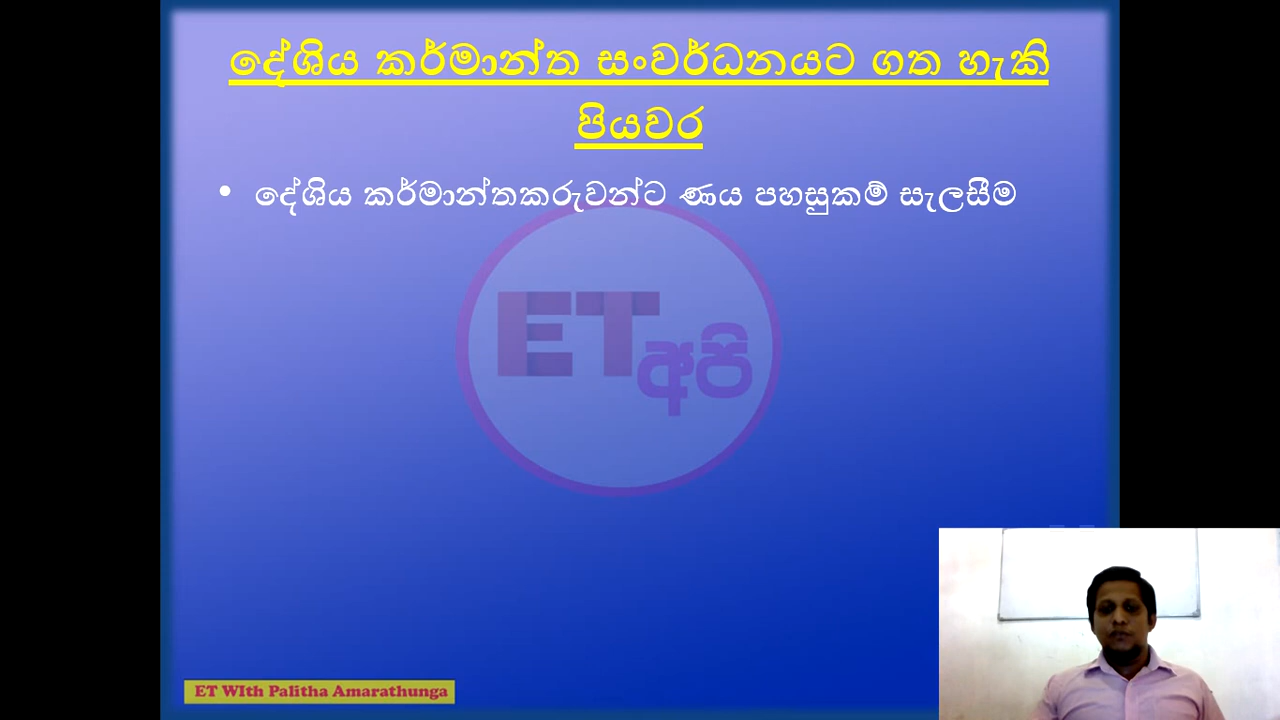 දේශිය කර්මාන්ත සංවර්ධනයට ගත හැකි
පියවර
• දේශිය කර්මාන්තකරුවන්ට ණය පහසුකම් සැලසීම
ET
අපි
ET WIth Palitha Amarathunga